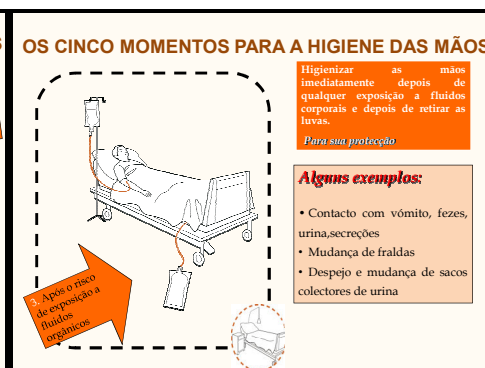 OS CINCO MOMENTOS PARA A HIGIENE DAS MÃOS
Higienizar as mãos
imediatamente depois de
qualquer exposição a fluidos
corporais e depois de retirar as
luvas.
Para sua protecção
Alguns exemplos:
• Contacto com vómito, fezes,
urina,secreções
• Mudança de fraldas
• Despejo e mudança de sacos
colectores de urina
3. Após o risco
de exposição a
fluidos
orgânicos